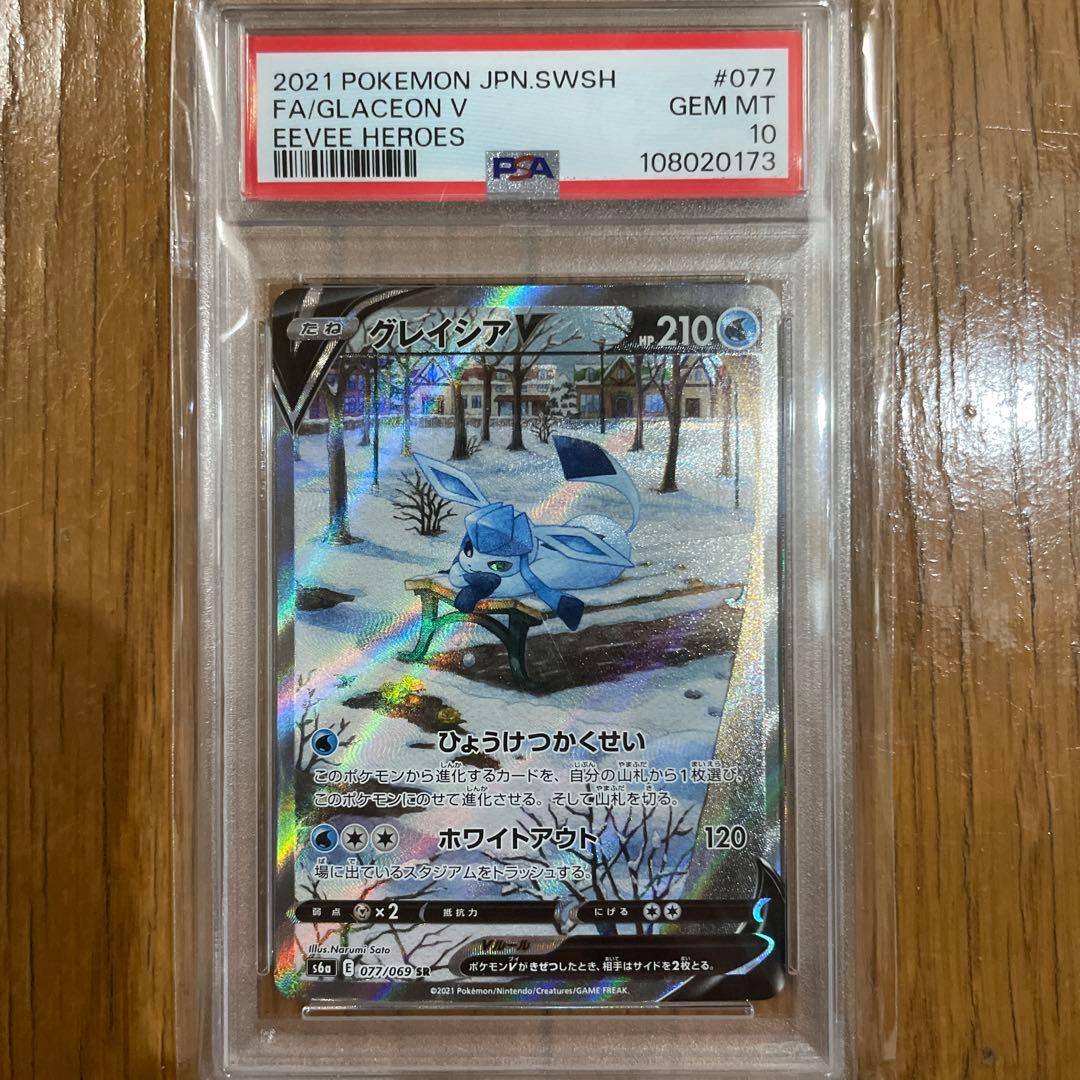 2021 POKEMON JPN.SWSH #077
FA/GLACEON V GEM MT
EEVEE HEROES 10
PSA 108020173
たね グレイシアV HP 210
ひょうけつかくせい
このポケモンから進化するカードを、自分の山札から1枚選び、
このポケモンにのせて進化させる。そして山札を切る。
ホワイトアウト 120
場に出ているスタジアムをトラッシュする。
弱点 ×2 抵抗力 にげる
Illus.Narumi Sato
Vルール
s6a E 077/069 SR
ポケモンVがきぜつしたとき、相手はサイドを2枚とる。
©2021 Pokémon/Nintendo/Creatures/GAME FREAK.